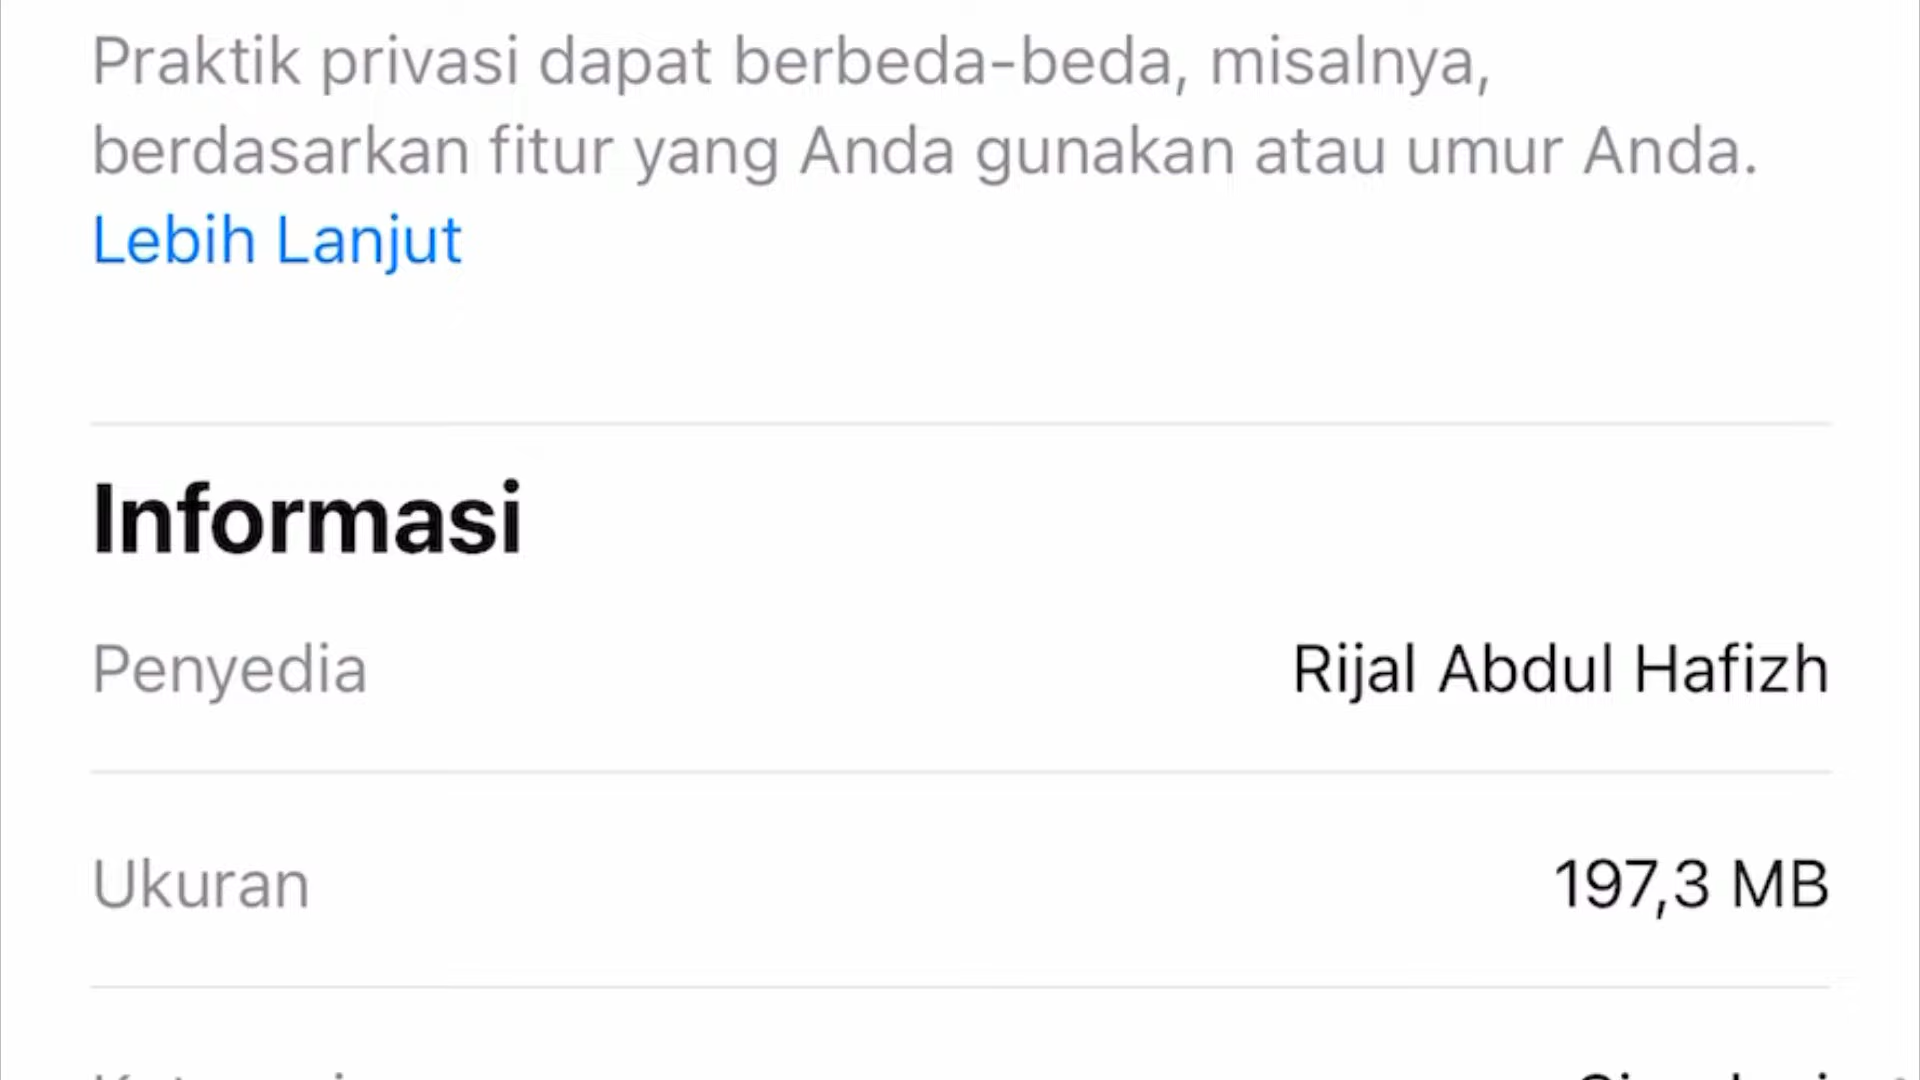 Praktik privasi dapat berbeda-beda, misalnya,
berdasarkan fitur yang Anda gunakan atau umur Anda.
Lebih Lanjut
Informasi
Penyedia Rijal Abdul Hafizh
Ukuran 197,3 MB